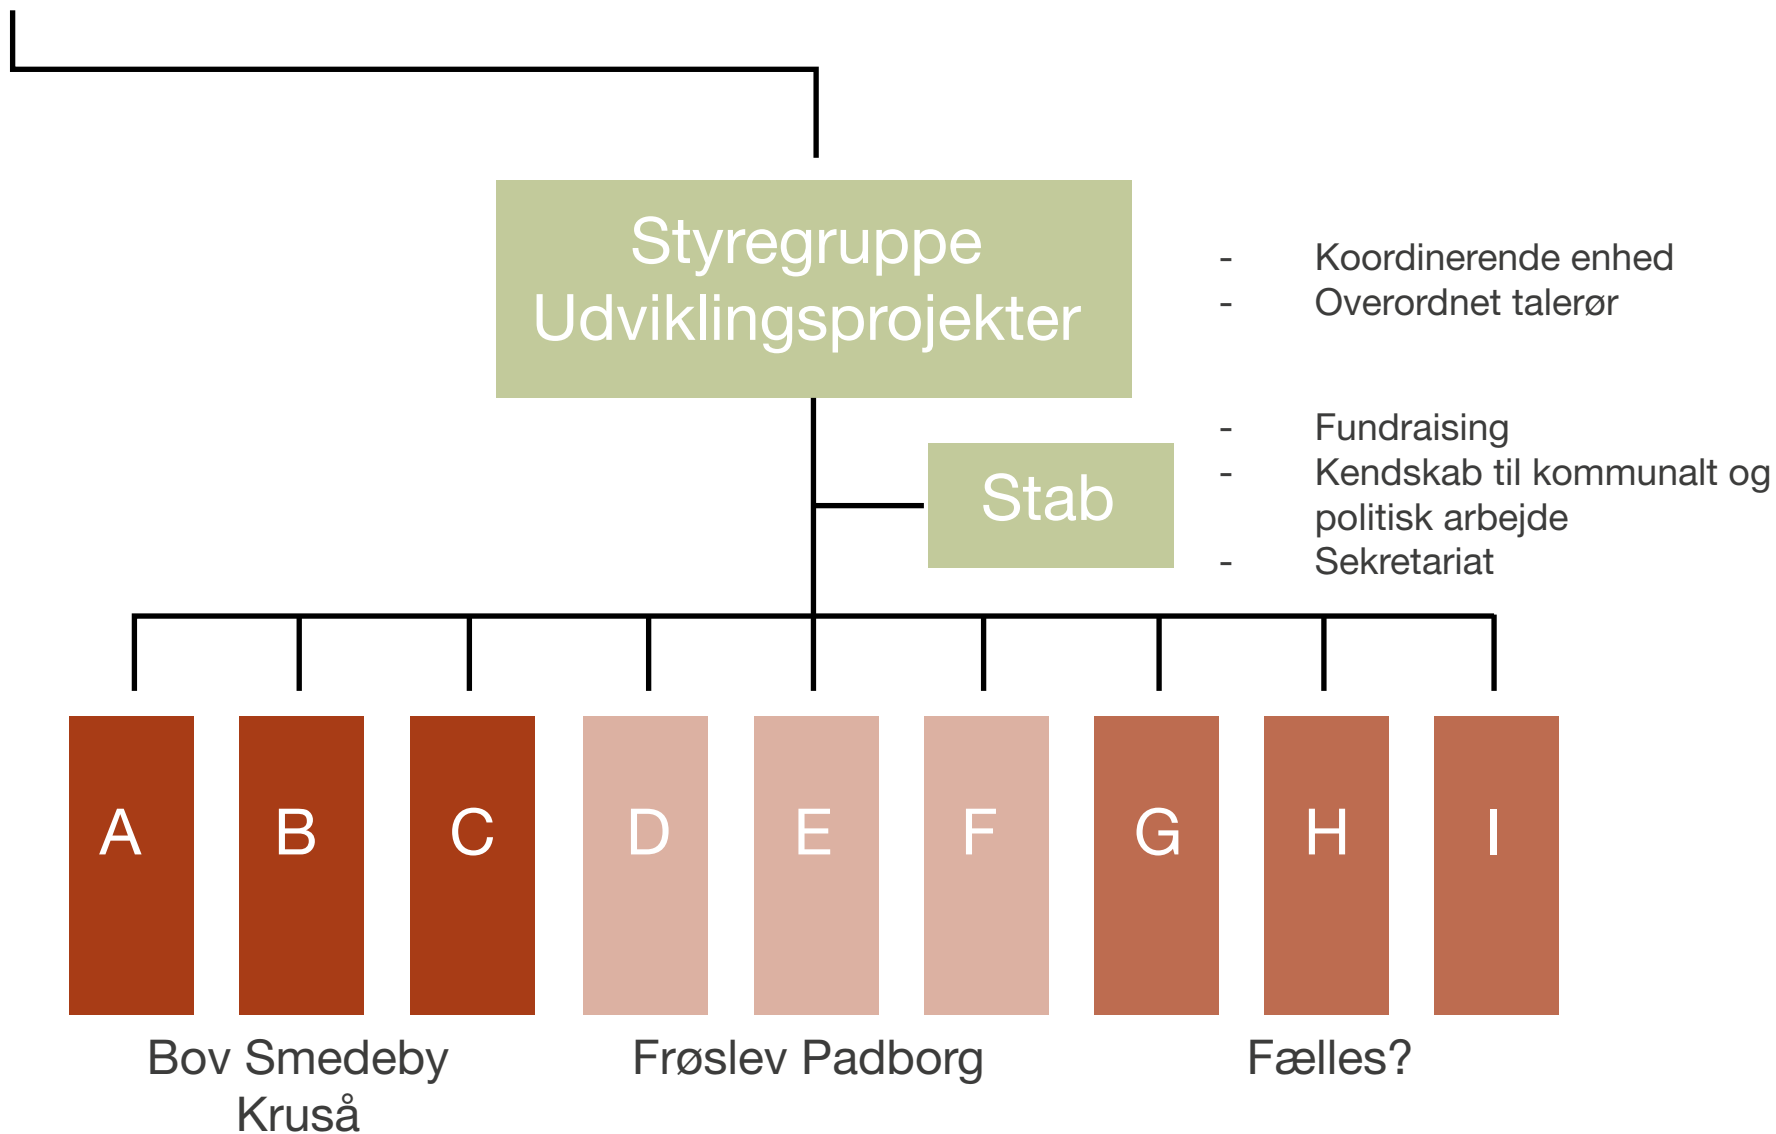 Styregruppe
Udviklingsprojekter
- Koordinerende enhed
- Overordnet talerør
Stab
- Fundraising
- Kendskab til kommunalt og
politisk arbejde
- Sekretariat
A B C D E F G H I
Bov Smedeby
Kruså
Frøslev Padborg
Fælles?